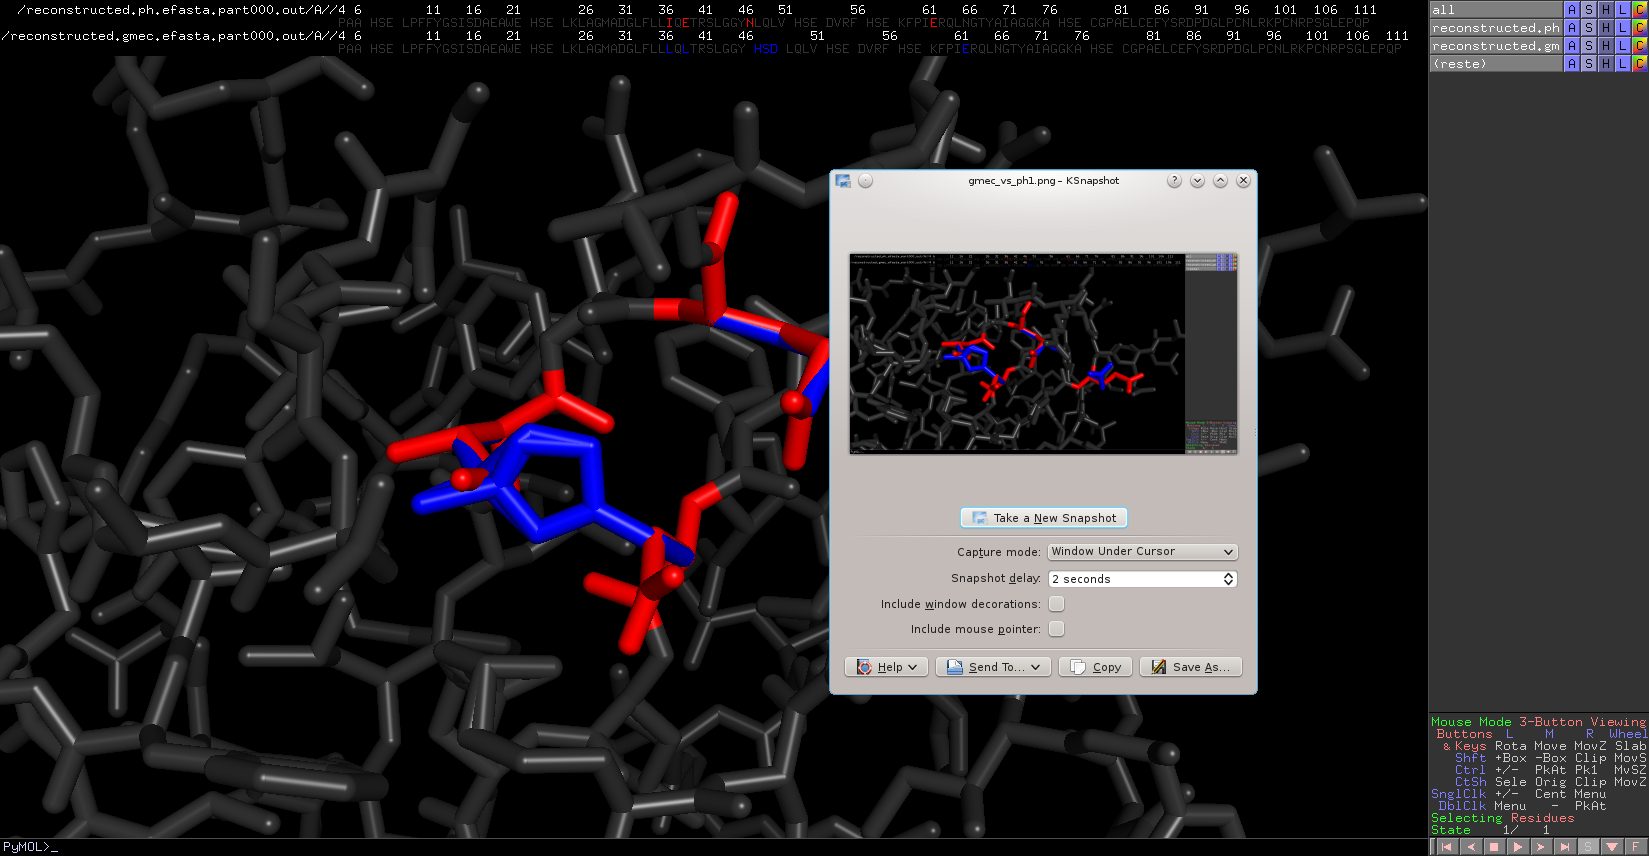 /reconstructed.ph.efasta.part000.out/A//4 6 11 16 21 26 31 36 41 46 51 56 61 66 71 76 81 86 91 96 101 106 111
PAA HSE LPFFYGSISDAEAWE HSE LKLAGMADGLFLLIQETRSLGGYNLQLV HSE DVRF HSE KFPIERQLNGTYAIAGGKA HSE CGPAELCEFYSRDPDGLPCNLRKPCNRPSGLEPQP
/reconstructed.gmec.efasta.part000.out/A//4 6 11 16 21 26 31 36 41 46 51 56 61 66 71 76 81 86 91 96 101 106 111
PAA HSE LPFFYGSISDAEAWE HSE LKLAGMADGLFLLLQLTRSLGGY HSD LQLV HSE DVRF HSE KFPIERQLNGTYAIAGGKA HSE CGPAELCEFYSRDPDGLPCNLRKPCNRPSGLEPQP
all A S H L C
reconstructed.ph A S H L C
reconstructed.gm A S H L C
(reste) A S H L C
gmec_vs_ph1.png – KSnapshot
Take a New Snapshot
Capture mode: Window Under Cursor
Snapshot delay: 2 seconds
Include window decorations:
Include mouse pointer:
Help
Send To...
Copy
Save As...
Mouse Mode 3-Button Viewing
Buttons L M R Wheel
& Keys Rota Move MovZ Slab
Shft +Box -Box Clip MovS
Ctrl +/- PkAt Pk1 MvSZ
CtSh Sele Orig Clip MovZ
SnglClk +/- Cent Menu
DblClk Menu - PkAt
Selecting Residues
State 1/ 1
PyMOL>_
S F